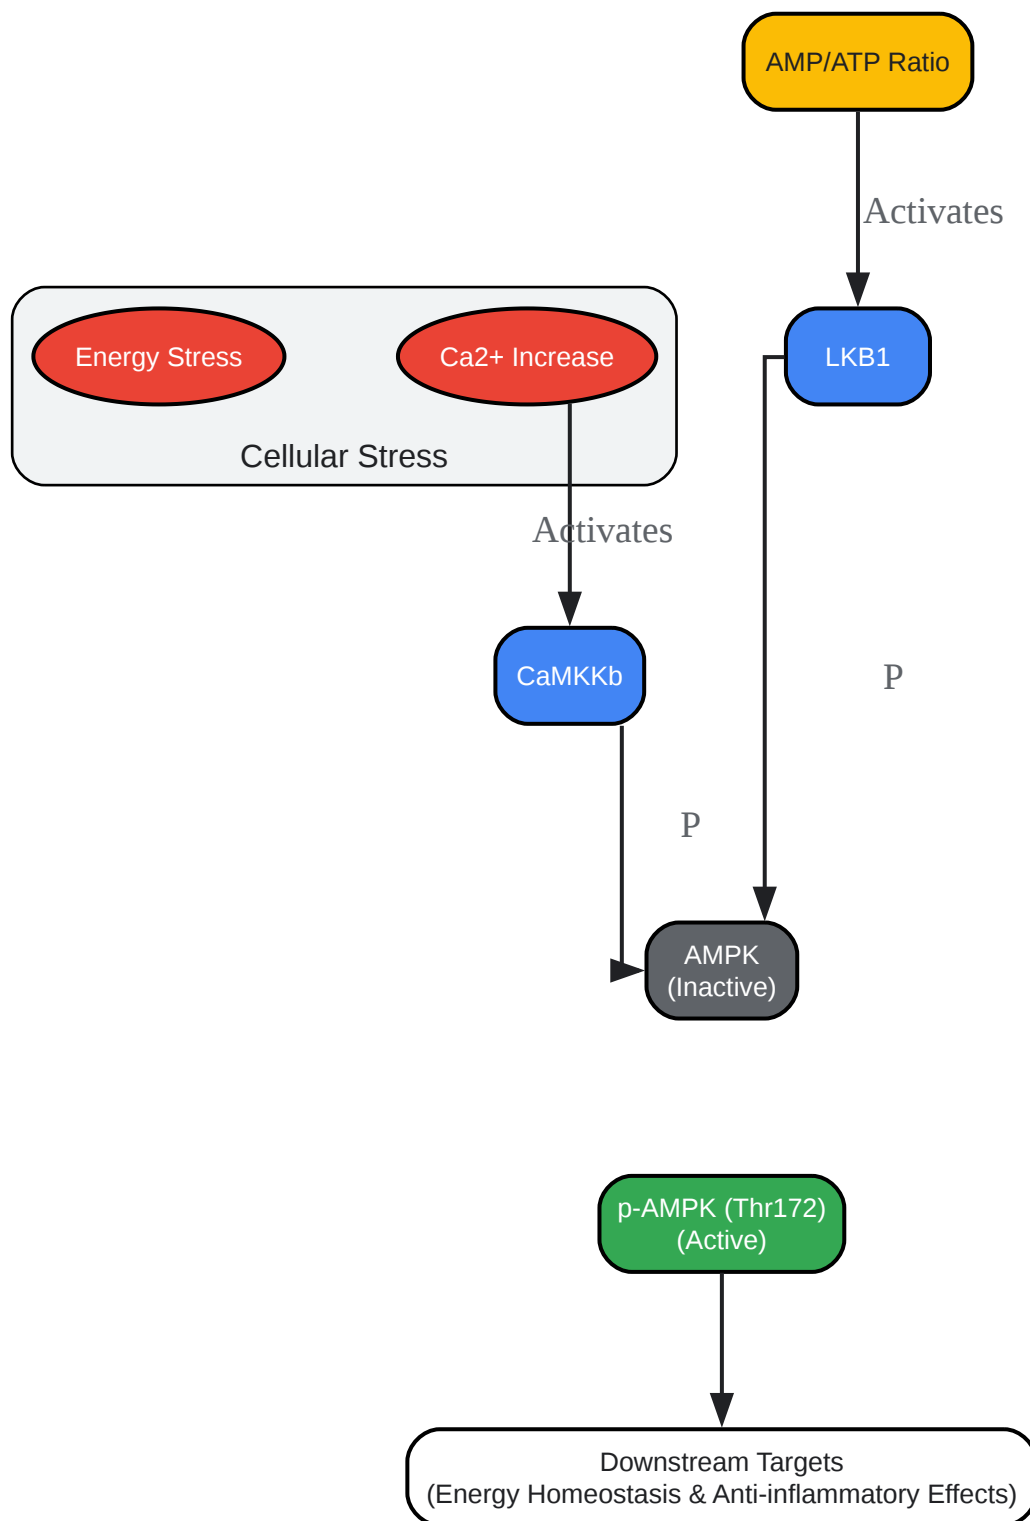 AMP/ATP Ratio
Activates
Energy Stress
Ca2+ Increase
LKB1
Cellular Stress
Activates
CaMKKb
P
P
AMPK
(Inactive)
p-AMPK (Thr172)
(Active)
Downstream Targets
(Energy Homeostasis & Anti-inflammatory Effects)